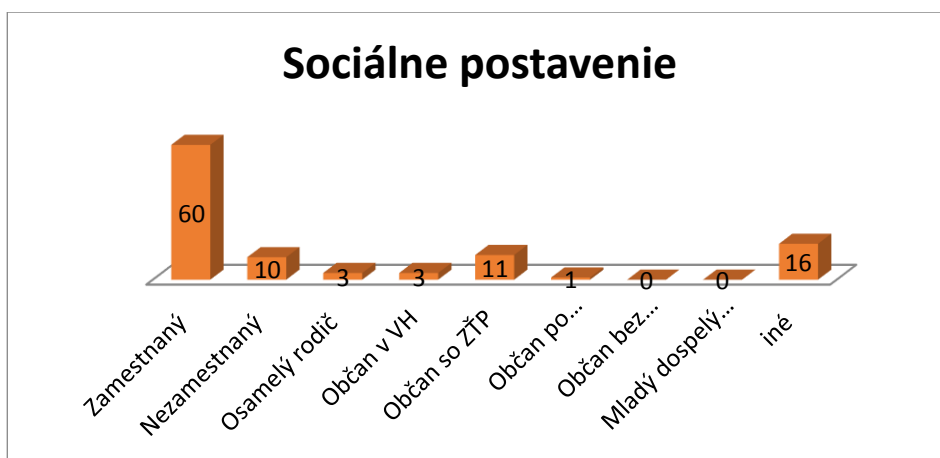 Sociálne postavenie
60
10
3
3
11
1
0
0
16
Zamestnaný
Nezamestnaný
Osamelý rodič
Občan v VH
Občan so ZŤP
Občan po...
Občan bez...
Mladý dospelý...
iné